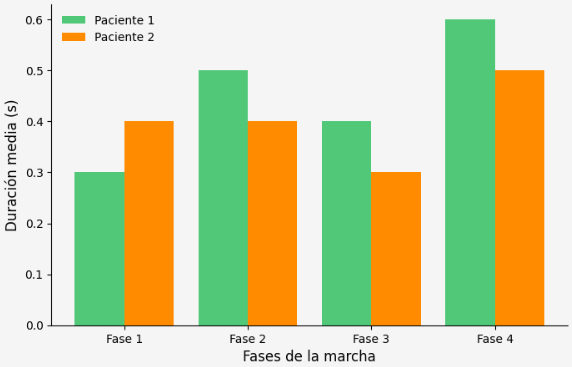 Paciente 1
Paciente 2
Duración media (s)
0.6
0.5
0.4
0.3
0.2
0.1
0.0
Fase 1 Fase 2 Fase 3 Fase 4
Fases de la marcha